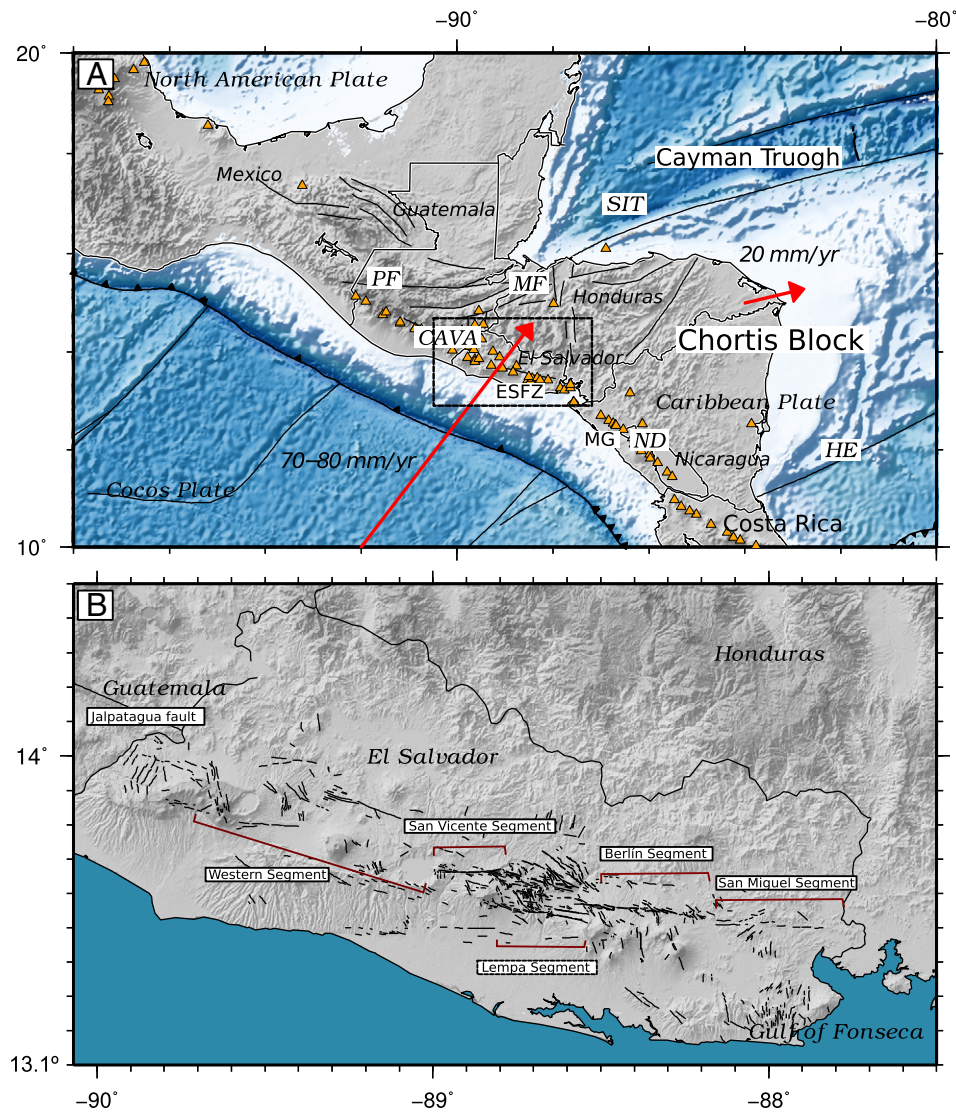 −90°
−80°
20°
A
North American Plate
Cayman Truogh
Mexico
Guatemala
SIT
20 mm/yr
PF
MF
Honduras
CAVA
Chortis Block
El Salvador
ESFZ
Caribbean Plate
MG
ND
HE
70–80 mm/yr
Nicaragua
Cocos Plate
Costa Rica
10°
B
Honduras
Guatemala
Jalpatagua fault
14°
El Salvador
San Vicente Segment
Berlín Segment
Western Segment
San Miguel Segment
Lempa Segment
Gulf of Fonseca
13.1°
−90°
−89°
−88°